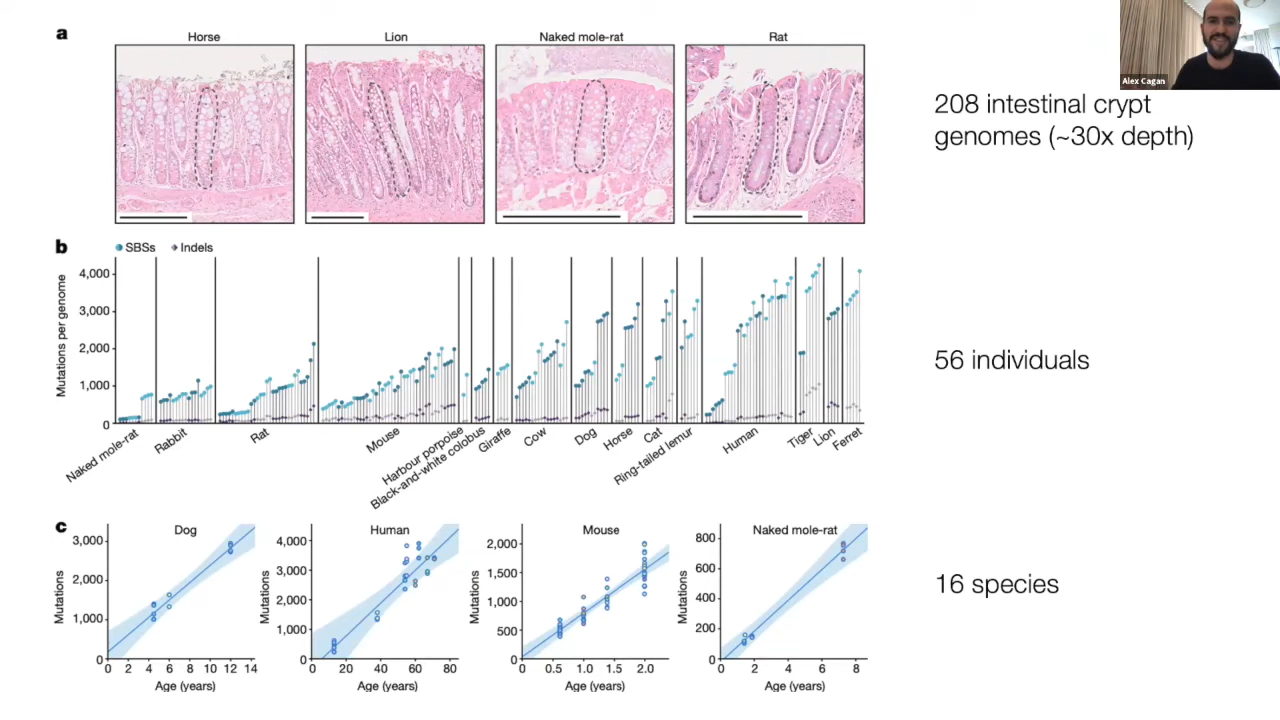 a
Horse
Lion
Naked mole-rat
Rat
Alex Cagan
208 intestinal crypt
genomes (~30x depth)
b
SBSs
Indels
Mutations per genome
4,000
3,000
2,000
1,000
0
Naked mole-rat
Rabbit
Rat
Mouse
Harbour porpoise
Black-and-white colobus
Giraffe
Cow
Dog
Horse
Cat
Ring-tailed lemur
Human
Tiger
Lion
Ferret
56 individuals
c
Dog
Mutations
3,000
2,000
1,000
0
0 2 4 6 8 10 12 14
Age (years)
Human
Mutations
4,000
3,000
2,000
1,000
0
0 20 40 60 80
Age (years)
Mouse
Mutations
2,000
1,500
1,000
500
0
0 0.5 1.0 1.5 2.0
Age (years)
Naked mole-rat
Mutations
800
600
400
200
0
0 2 4 6 8
Age (years)
16 species